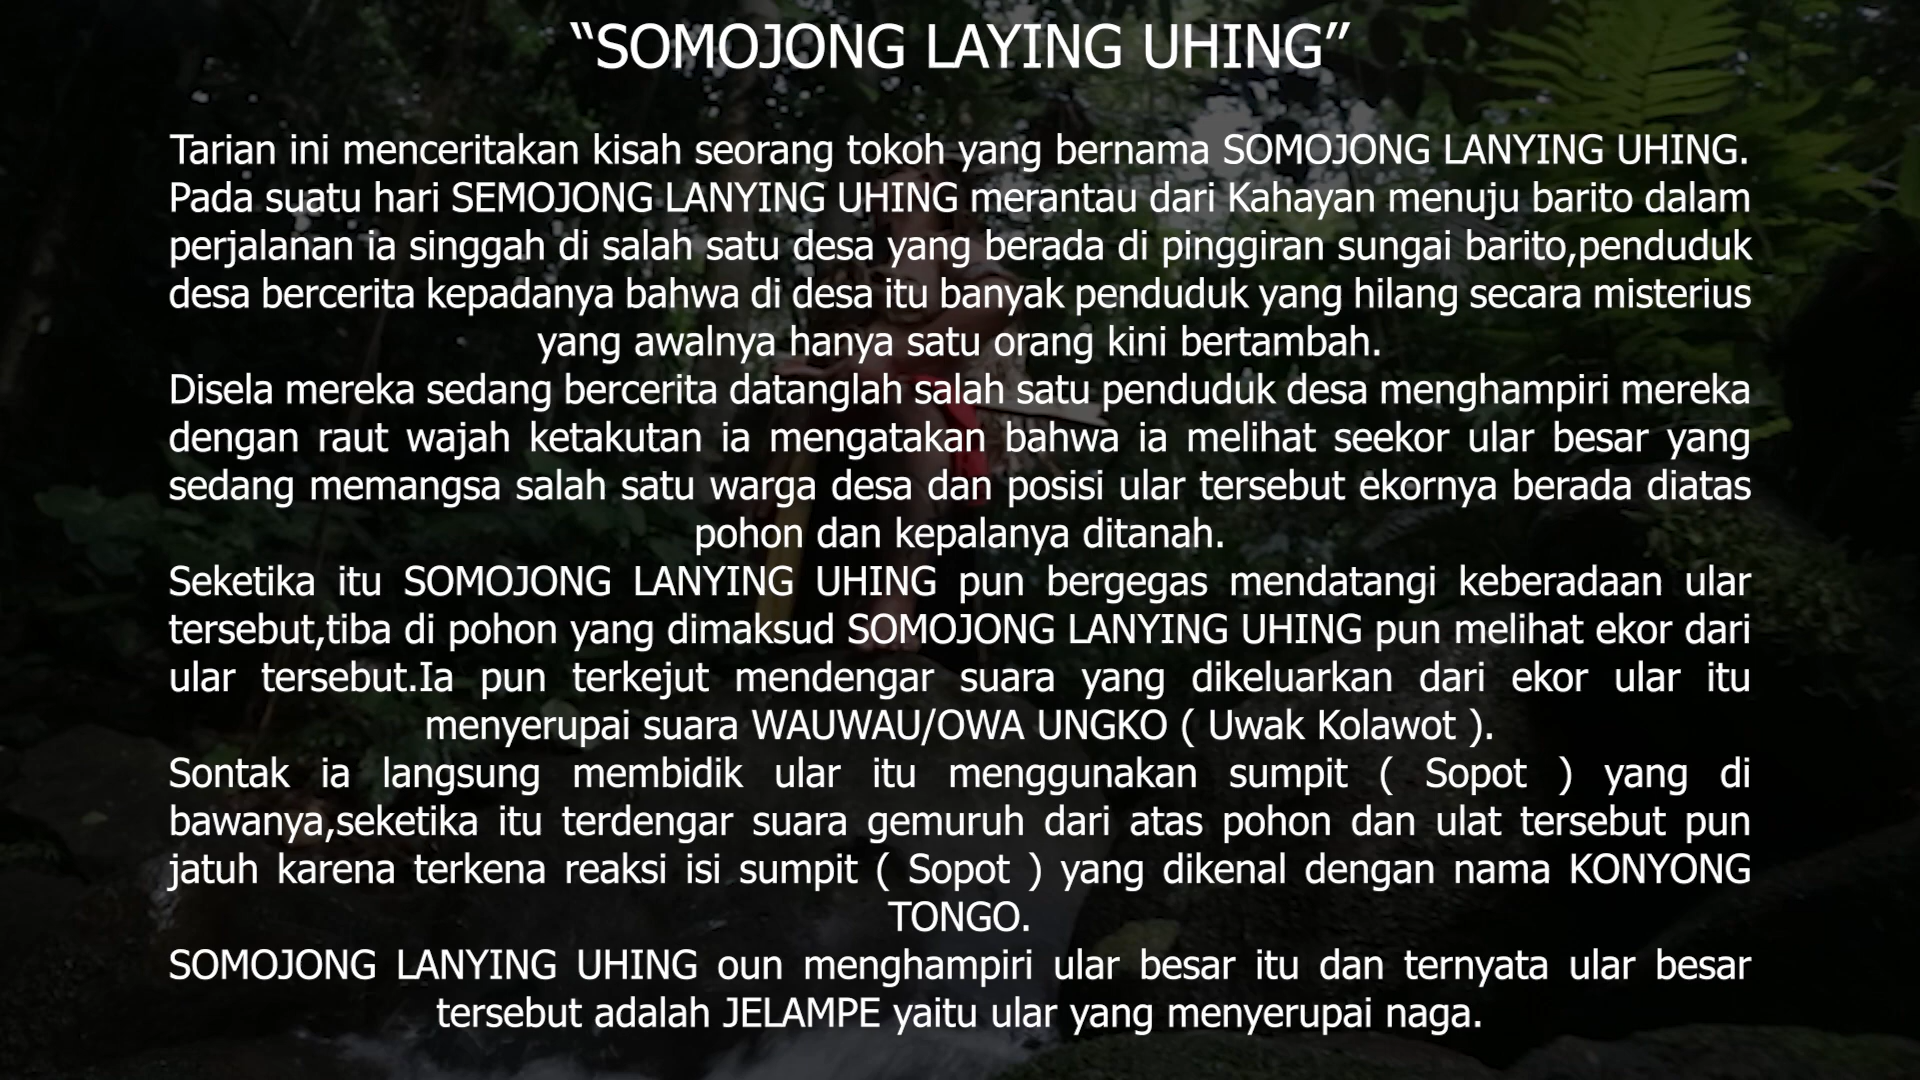 “SOMOJONG LAYING UHING”
Tarian ini menceritakan kisah seorang tokoh yang bernama SOMOJONG LANYING UHING.
Pada suatu hari SEMOJONG LANYING UHING merantau dari Kahayan menuju barito dalam
perjalanan ia singgah di salah satu desa yang berada di pinggiran sungai barito,penduduk
desa bercerita kepadanya bahwa di desa itu banyak penduduk yang hilang secara misterius
yang awalnya hanya satu orang kini bertambah.
Disela mereka sedang bercerita datanglah salah satu penduduk desa menghampiri mereka
dengan raut wajah ketakutan ia mengatakan bahwa ia melihat seekor ular besar yang
sedang memangsa salah satu warga desa dan posisi ular tersebut ekornya berada diatas
pohon dan kepalanya ditanah.
Seketika itu SOMOJONG LANYING UHING pun bergegas mendatangi keberadaan ular
tersebut,tiba di pohon yang dimaksud SOMOJONG LANYING UHING pun melihat ekor dari
ular tersebut.Ia pun terkejut mendengar suara yang dikeluarkan dari ekor ular itu
menyerupai suara WAUWAU/OWA UNGKO ( Uwak Kolawot ).
Sontak ia langsung membidik ular itu menggunakan sumpit ( Sopot ) yang di
bawanya,seketika itu terdengar suara gemuruh dari atas pohon dan ulat tersebut pun
jatuh karena terkena reaksi isi sumpit ( Sopot ) yang dikenal dengan nama KONYONG
TONGO.
SOMOJONG LANYING UHING oun menghampiri ular besar itu dan ternyata ular besar
tersebut adalah JELAMPE yaitu ular yang menyerupai naga.